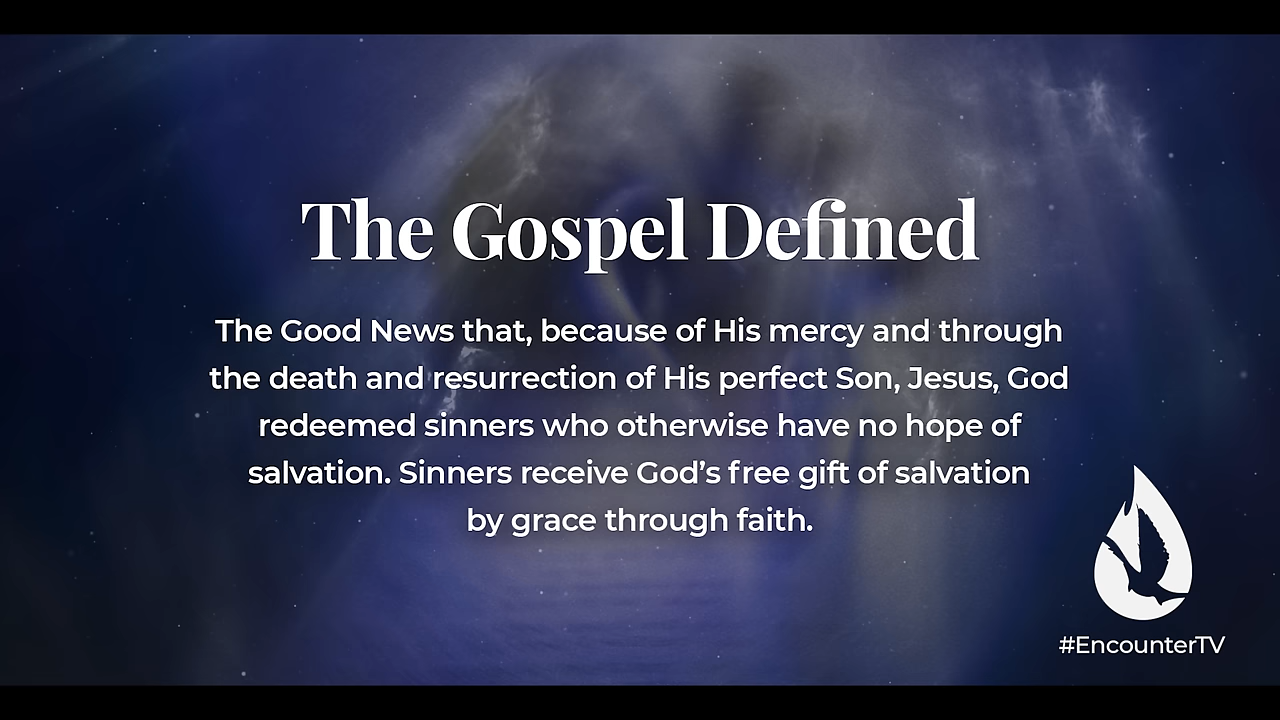 The Gospel Defined
The Good News that, because of His mercy and through
the death and resurrection of His perfect Son, Jesus, God
redeemed sinners who otherwise have no hope of
salvation. Sinners receive God’s free gift of salvation
by grace through faith.
#EncounterTV